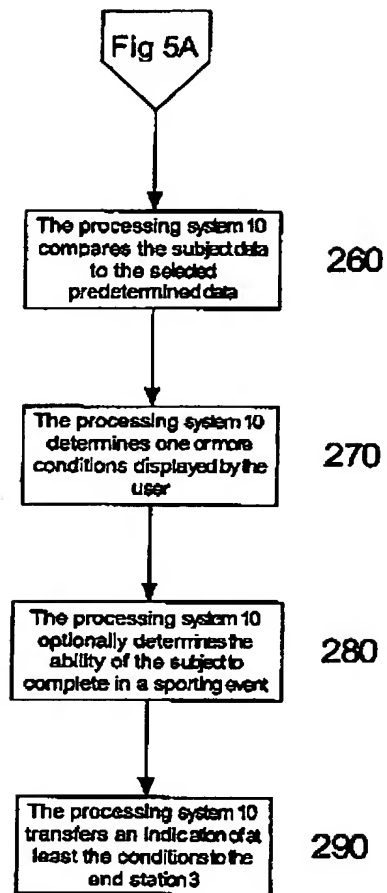 Fig 5A
The processing system 10
compares the subject data
to the selected
predetermined data
260
The processing system 10
determines one or more
conditions displayed by the
user
270
The processing system 10
optionally determines the
ability of the subject to
complete in a sporting event
280
The processing system 10
transfers an indication of at
least the conditions to the
end station 3
290